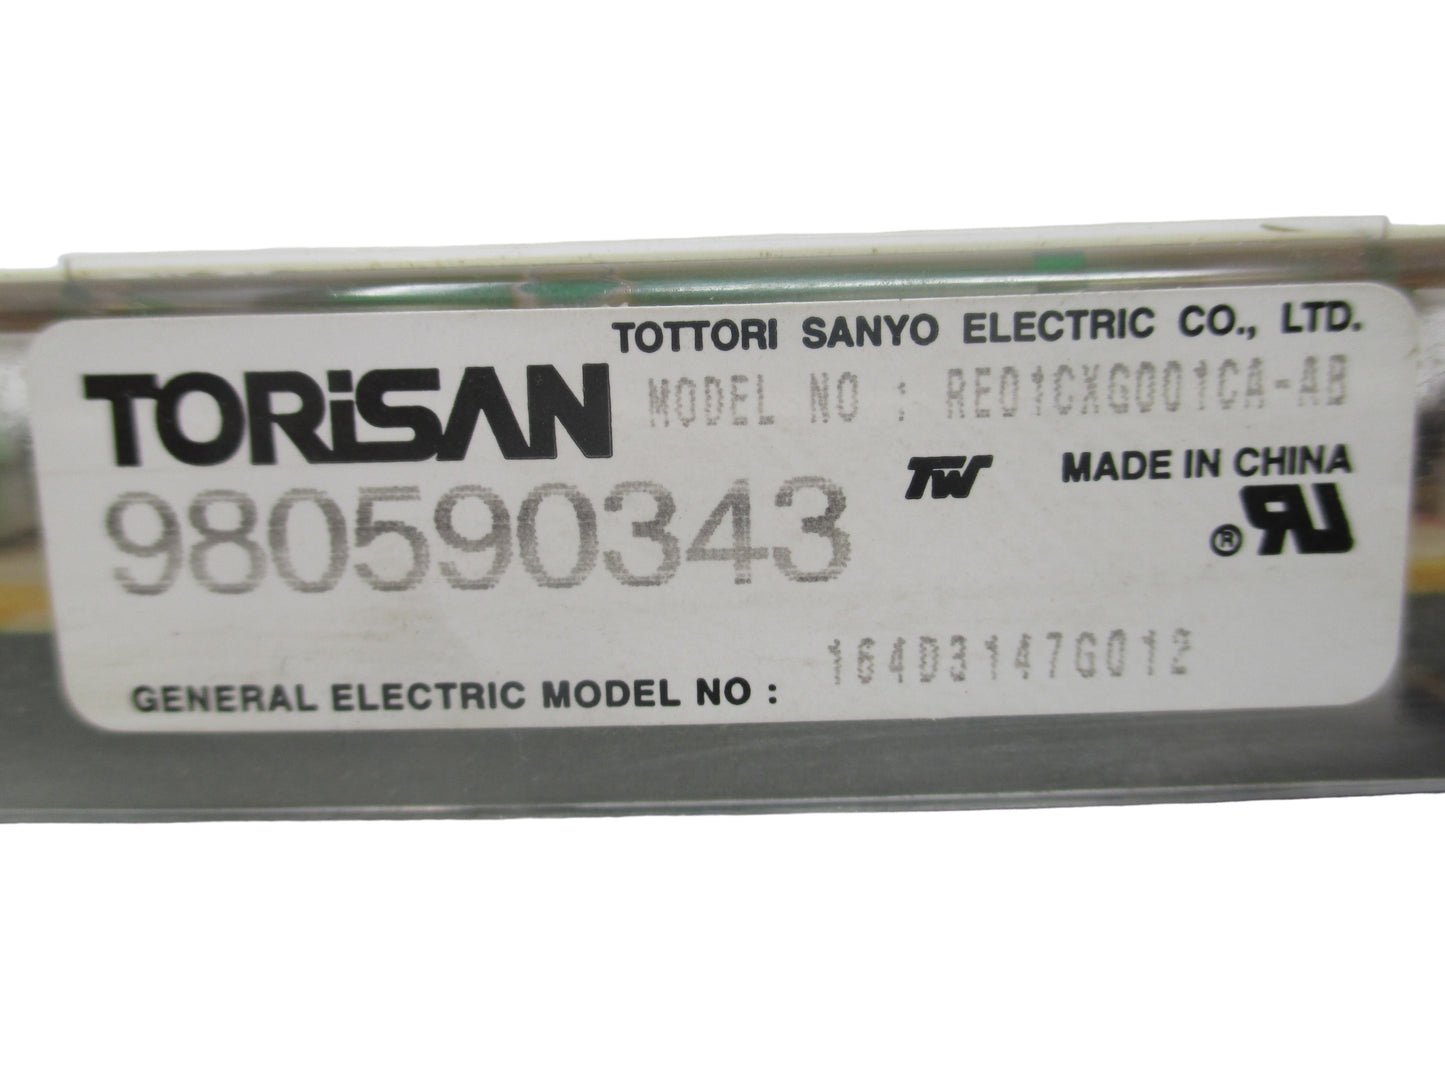 TOTTORI SANYO ELECTRIC CO., LTD.
TORiSAN
MODEL NO : RE01CXG001CA-AB
980590343
TW
MADE IN CHINA
® RU
GENERAL ELECTRIC MODEL NO : 164D3147G012